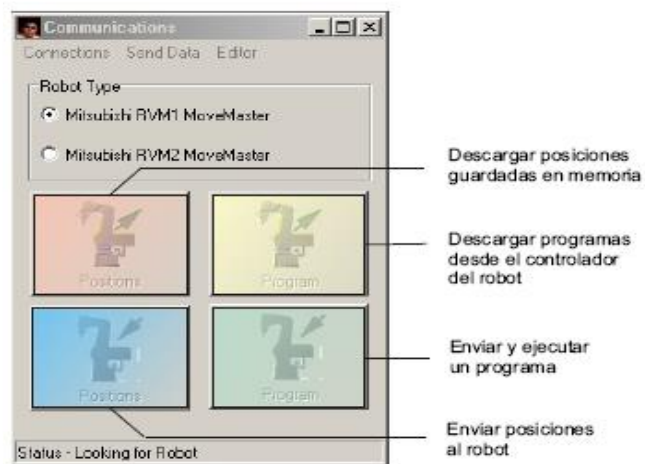 Communications
Connections Send Data Editor
Robot Type
Mitsubishi RVM1 MoveMaster
Mitsubishi RVM2 MoveMaster
Descargar posiciones
guardadas en memoria
Positions
Program
Descargar programas
desde el controlador
del robot
Positions
Program
Enviar y ejecutar
un programa
Enviar posiciones
al robot
Status - Looking for Robot